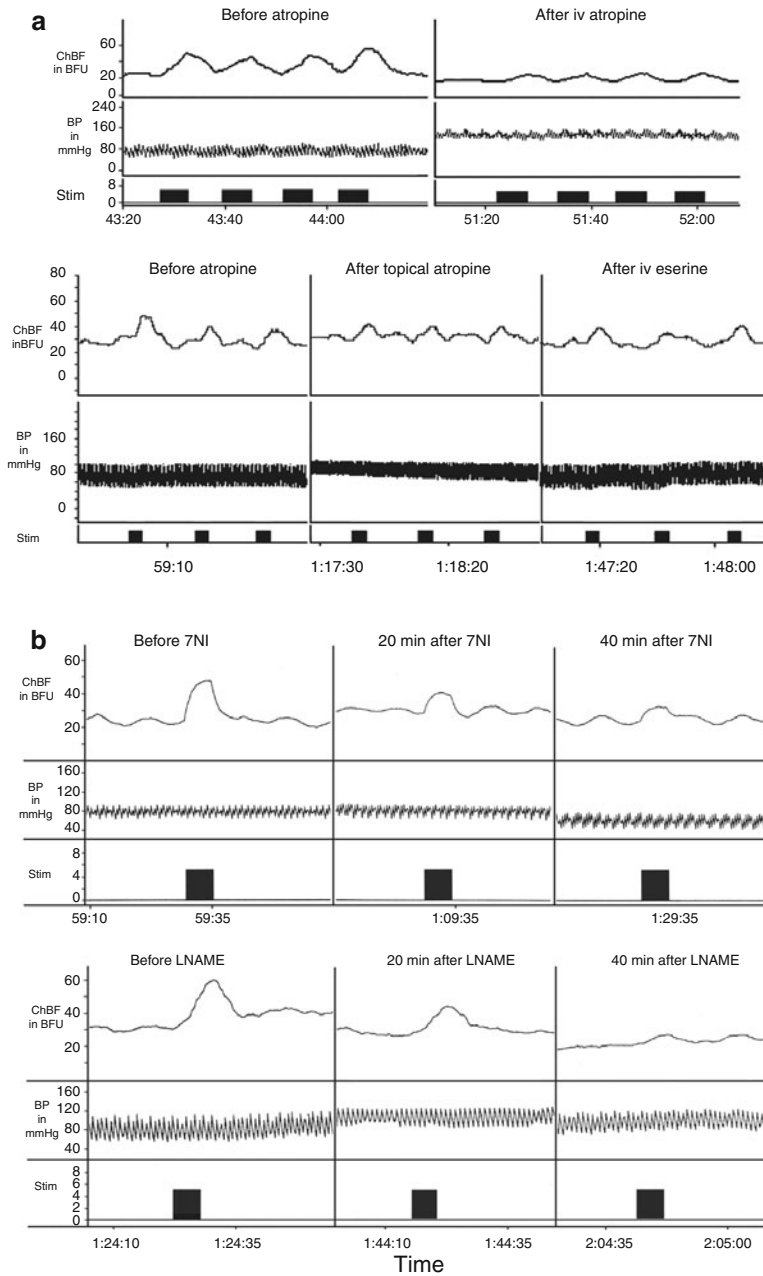 a
Before atropine
After iv atropine
ChBF
in BFU
60
40
20
0
BP
in
mmHg
240
160
80
0
Stim
8
4
0
43:20
43:40
44:00
51:20
51:40
52:00
Before atropine
After topical atropine
After iv eserine
ChBF
inBFU
80
60
40
20
0
BP
in
mmHg
160
80
0
Stim
59:10
1:17:30
1:18:20
1:47:20
1:48:00
b
Before 7NI
20 min after 7NI
40 min after 7NI
ChBF
in BFU
60
40
20
BP
in
mmHg
160
120
80
40
Stim
8
4
0
59:10
59:35
1:09:35
1:29:35
Before LNAME
20 min after LNAME
40 min after LNAME
ChBF
in BFU
60
40
20
BP
in
mmHg
160
120
80
40
Stim
8
6
4
2
0
1:24:10
1:24:35
1:44:10
1:44:35
2:04:35
2:05:00
Time